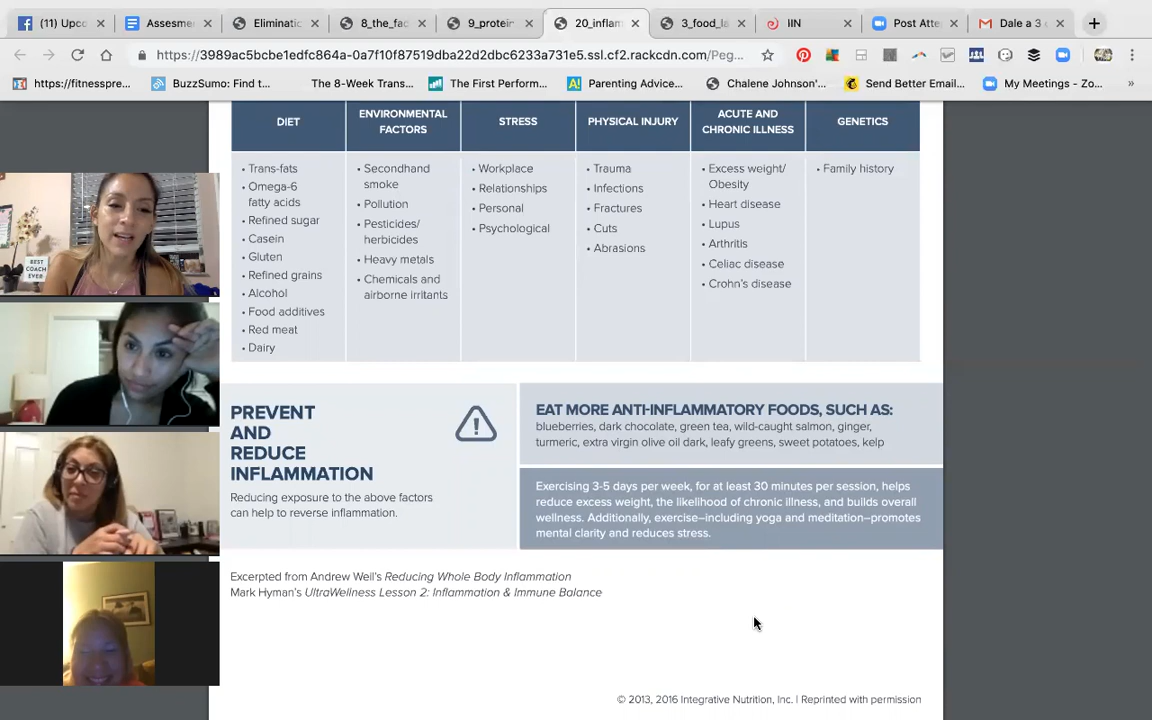 (11) Upco
Assessme
Eliminatic
8_the_fac
9_protein
20_inflam
3_food_la
IIN
Post Atte
Dale a 3
https://3989ac5bcbe1edfc864-0a7f10f87519dba22d2dbc6233a731e5.ssl.cf2.rackcdn.com/Peg...
https://fitnesspre...
BuzzSumo: Find t...
The 8-Week Trans...
The First Perform...
Parenting Advice...
Chalene Johnson'...
Send Better Email...
My Meetings - Zo...
DIET
ENVIRONMENTAL
FACTORS
STRESS
PHYSICAL INJURY
ACUTE AND
CHRONIC ILLNESS
GENETICS
• Trans-fats
• Omega-6
fatty acids
• Refined sugar
• Casein
• Gluten
• Refined grains
• Alcohol
• Food additives
• Red meat
• Dairy
• Secondhand
smoke
• Pollution
• Pesticides/
herbicides
• Heavy metals
• Chemicals and
airborne irritants
• Workplace
• Relationships
• Personal
• Psychological
• Trauma
• Infections
• Fractures
• Cuts
• Abrasions
• Excess weight/
Obesity
• Heart disease
• Lupus
• Arthritis
• Celiac disease
• Crohn's disease
• Family history
BEST
COACH
EVER
PREVENT
AND
REDUCE
INFLAMMATION
Reducing exposure to the above factors
can help to reverse inflammation.
EAT MORE ANTI-INFLAMMATORY FOODS, SUCH AS:
blueberries, dark chocolate, green tea, wild-caught salmon, ginger,
turmeric, extra virgin olive oil dark, leafy greens, sweet potatoes, kelp
Exercising 3-5 days per week, for at least 30 minutes per session, helps
reduce excess weight, the likelihood of chronic illness, and builds overall
wellness. Additionally, exercise–including yoga and meditation–promotes
mental clarity and reduces stress.
Excerpted from Andrew Weil's Reducing Whole Body Inflammation
Mark Hyman's UltraWellness Lesson 2: Inflammation & Immune Balance
© 2013, 2016 Integrative Nutrition, Inc. | Reprinted with permission